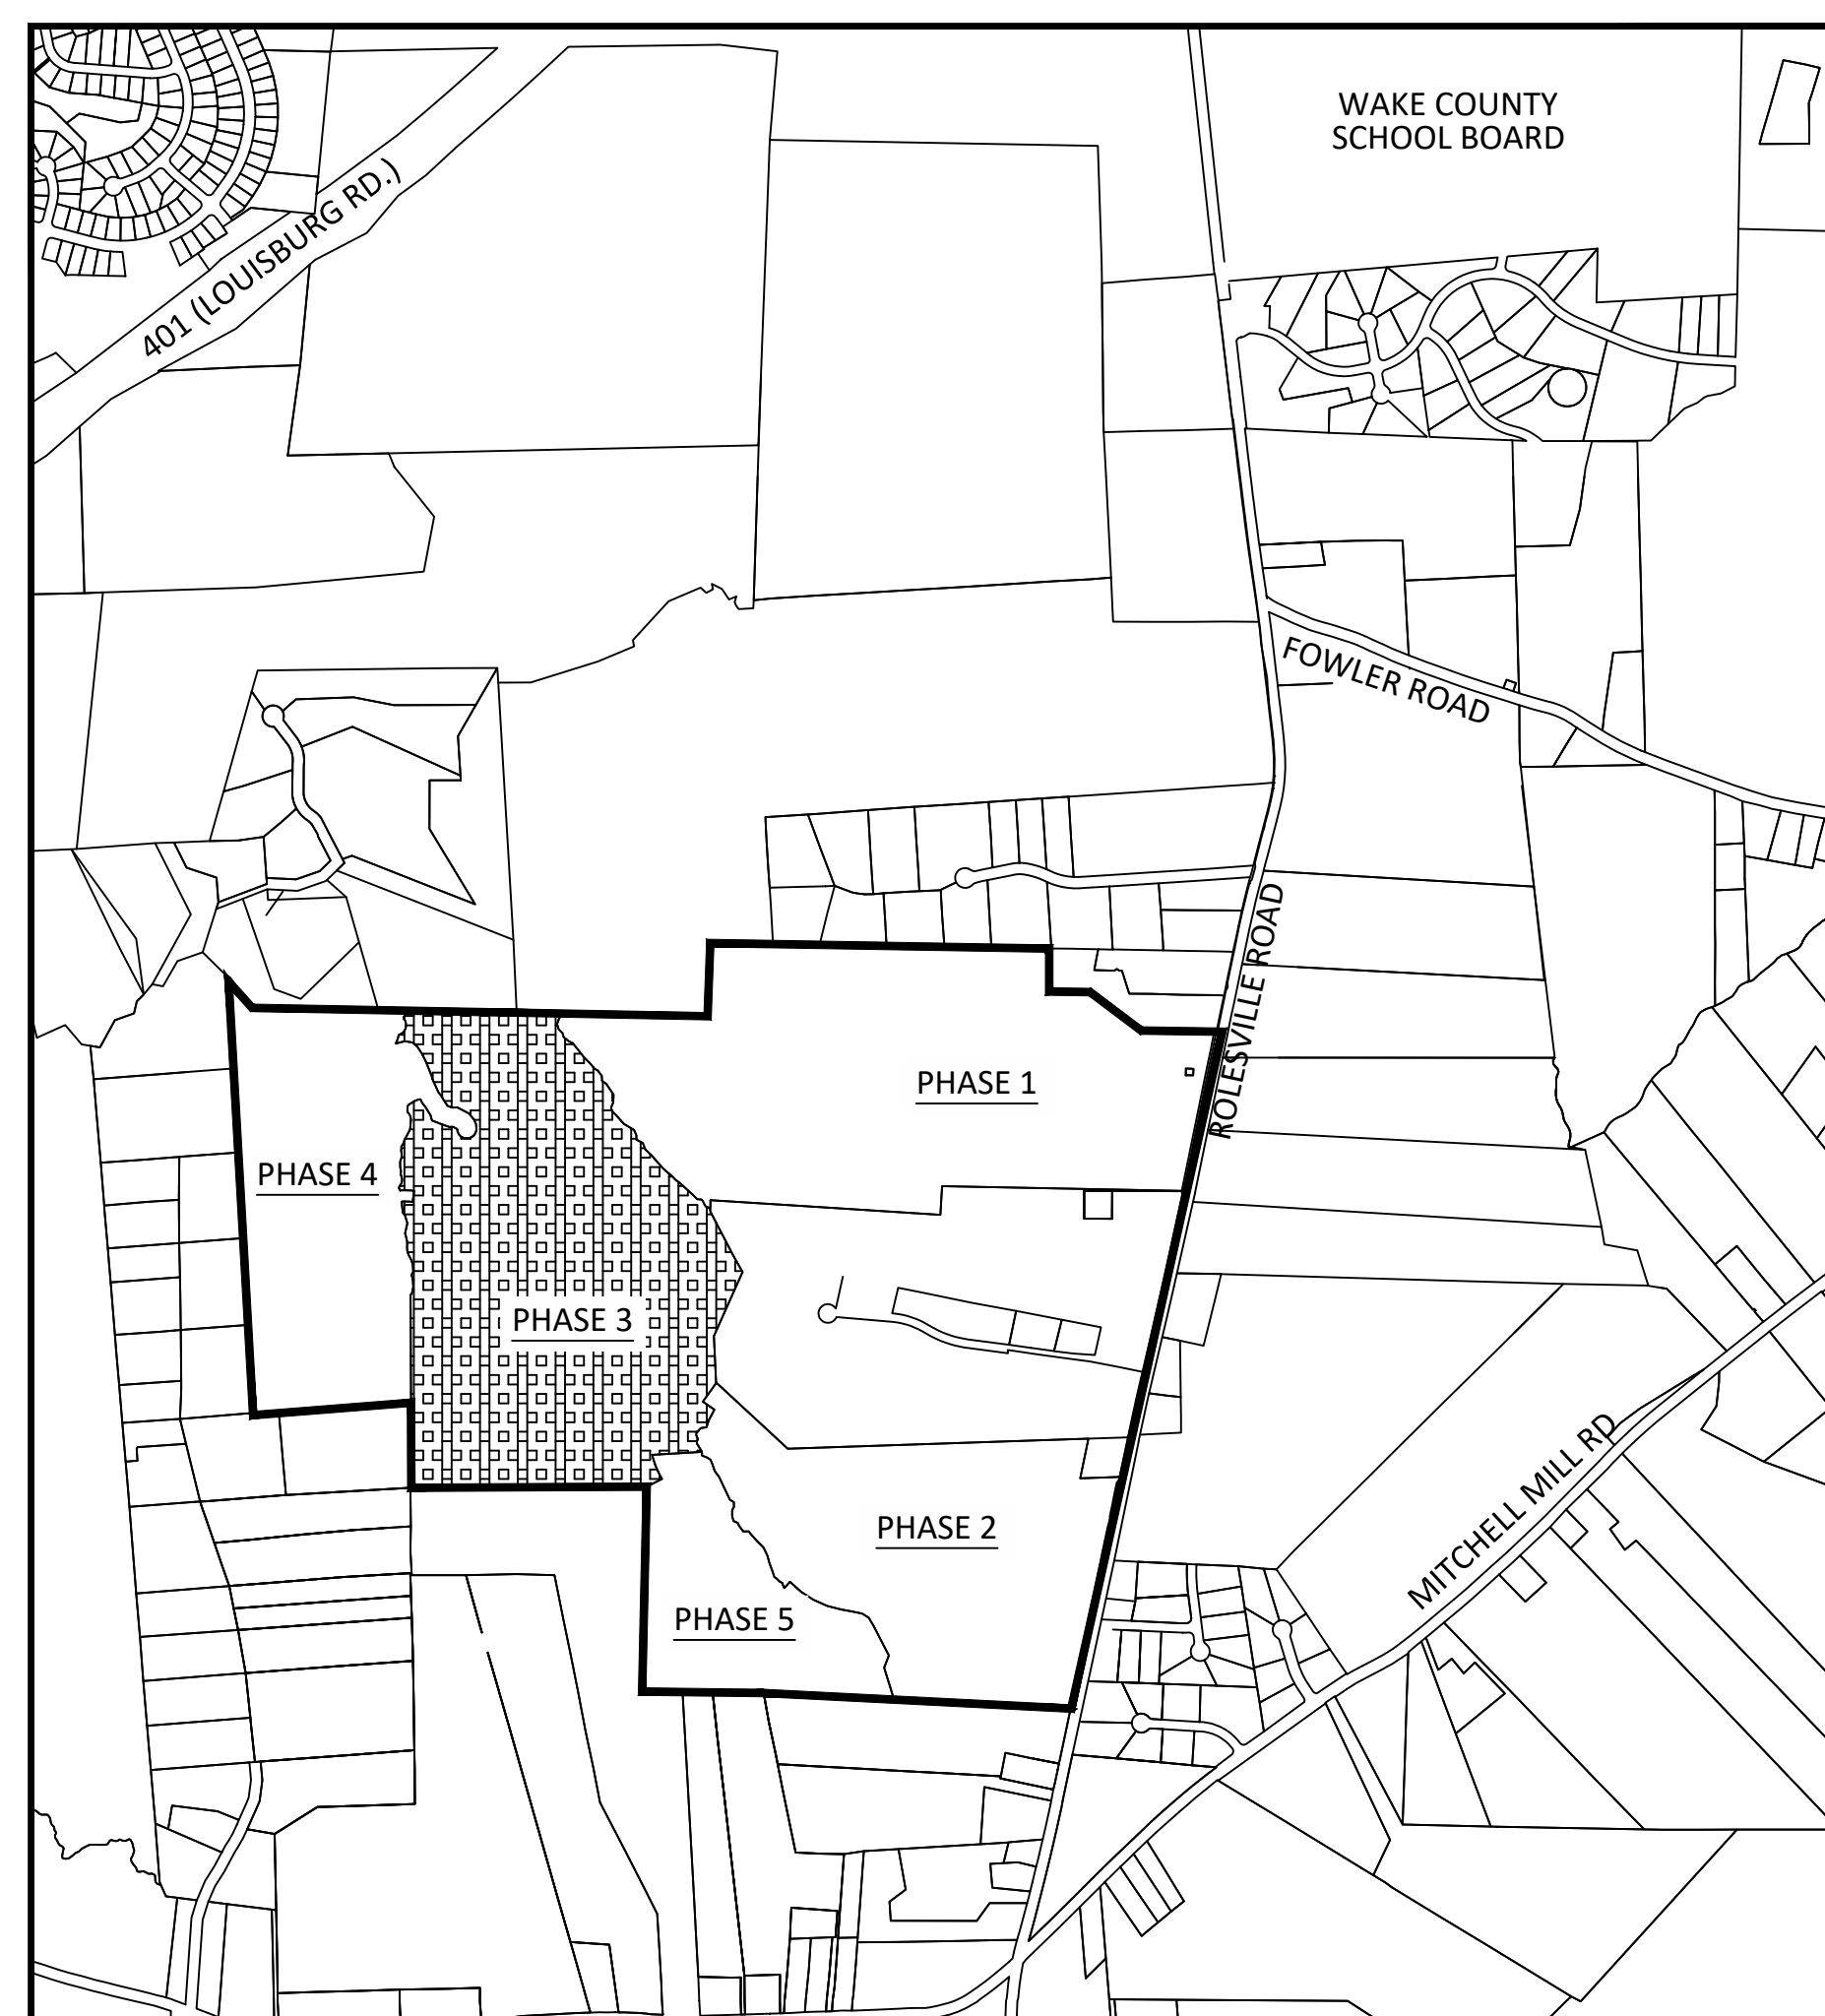 WAKE COUNTY
SCHOOL BOARD
401 (LOUISBURG RD.)
FOWLER ROAD
ROLESVILLE ROAD
PHASE 1
PHASE 4
PHASE 3
PHASE 2
MITCHELL MILL RD
PHASE 5